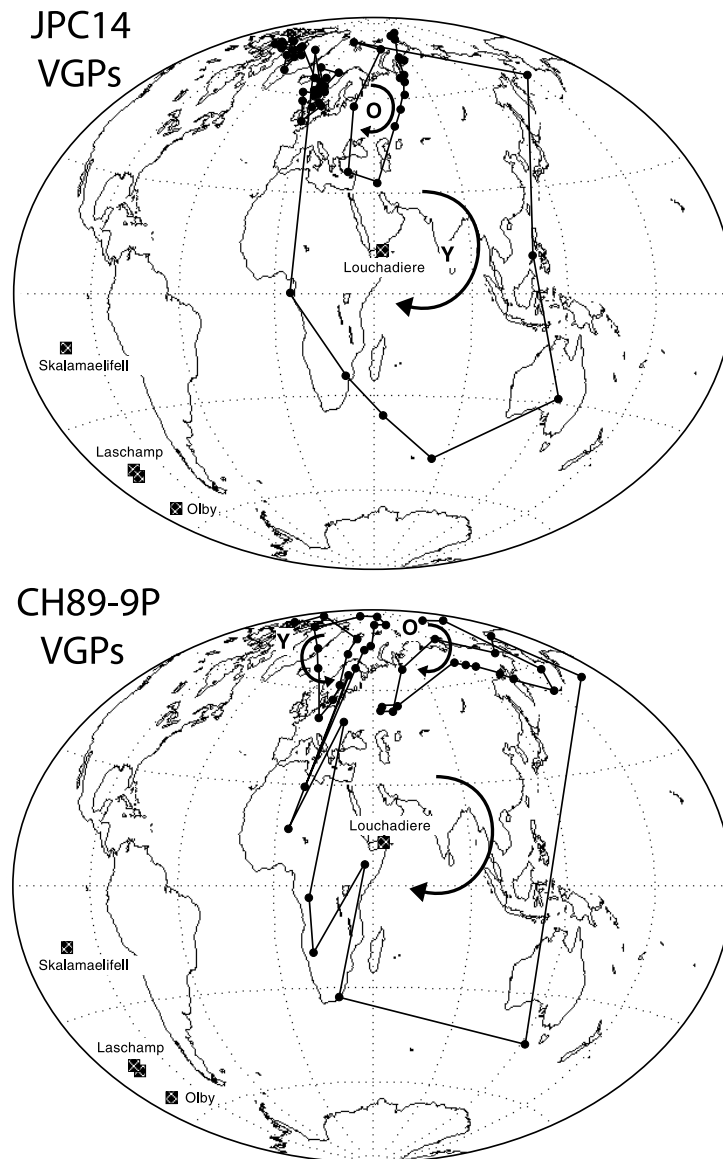 JPC14
VGPs
O
Y
Louchadiere
Skalamaelifell
Laschamp
Olby
CH89-9P
VGPs
Y
O
Louchadiere
Skalamaelifell
Laschamp
Olby